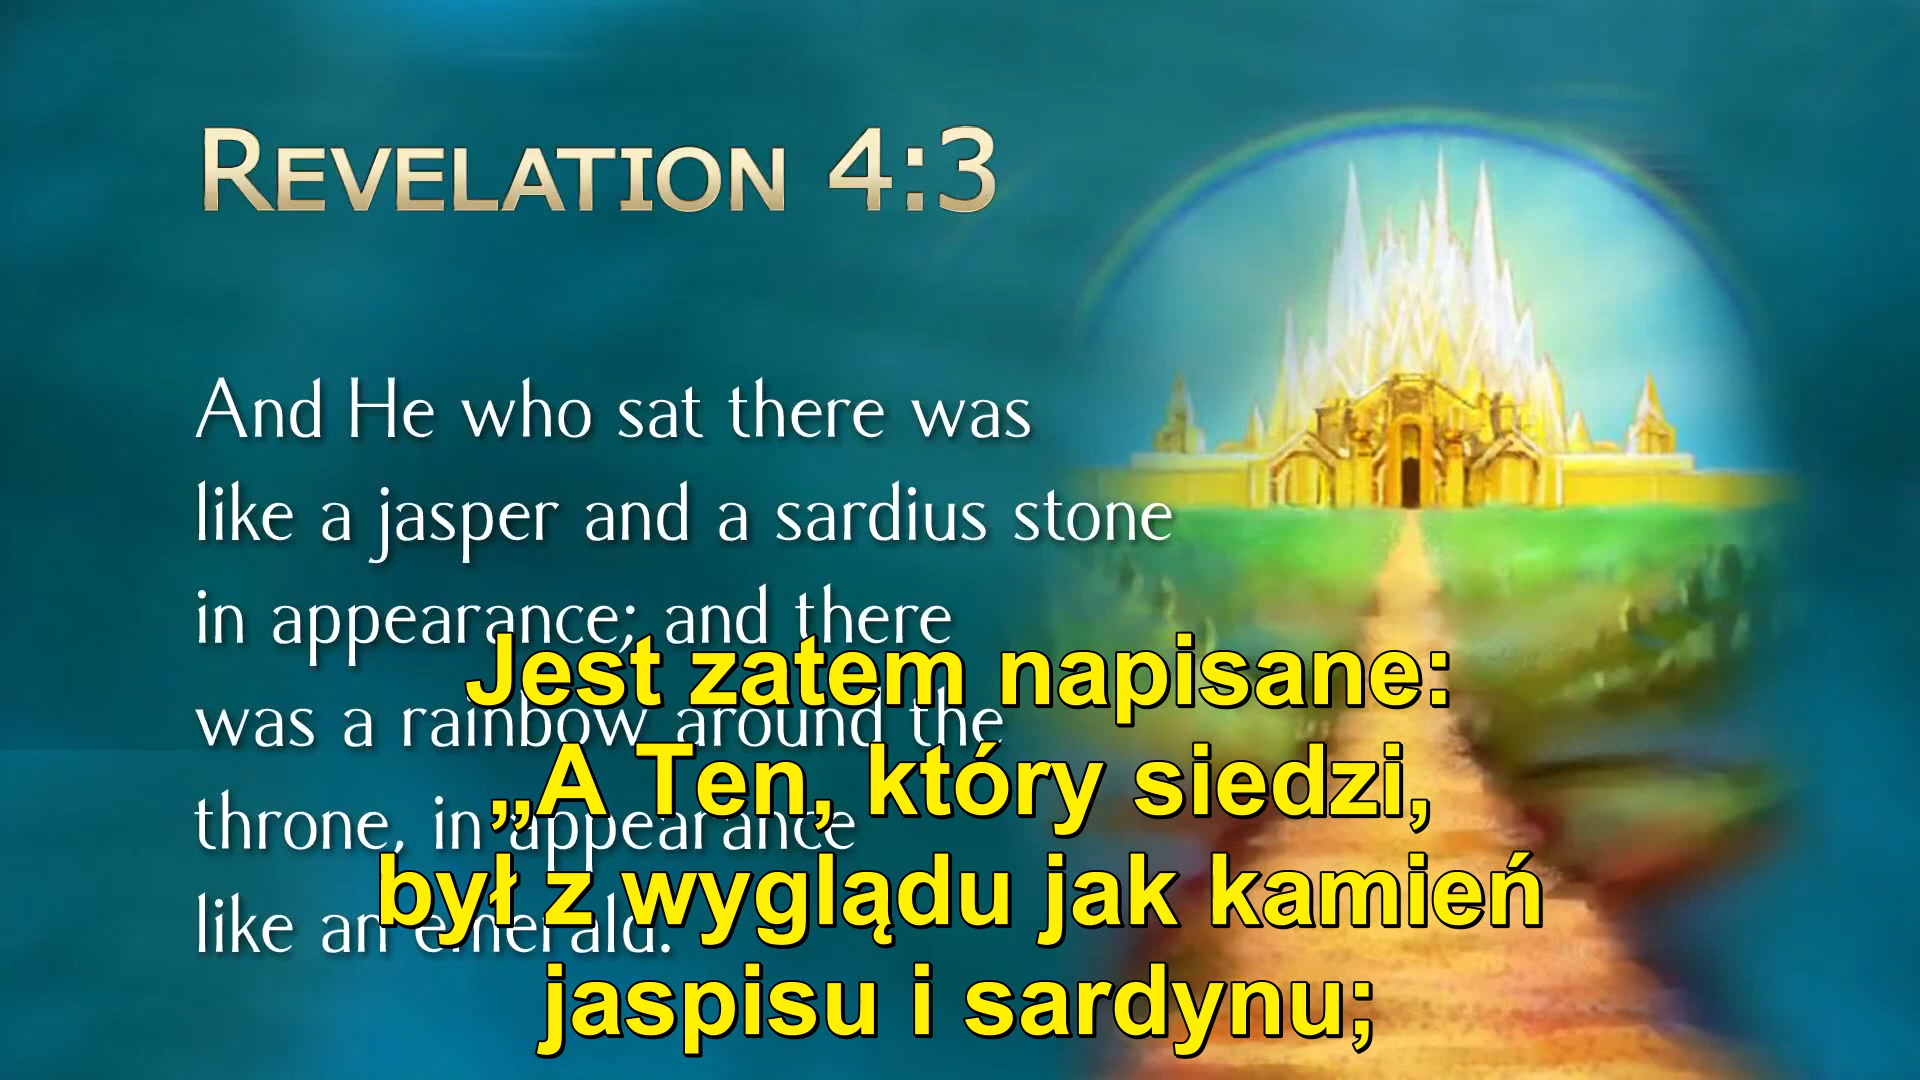 REVELATION 4:3
And He who sat there was
like a jasper and a sardius stone
in appearance; and there
was a rainbow around the
throne, in appearance
like an emerald.
Jest zatem napisane:
„A Ten, który siedzi,
był z wyglądu jak kamień
jaspisu i sardynu;